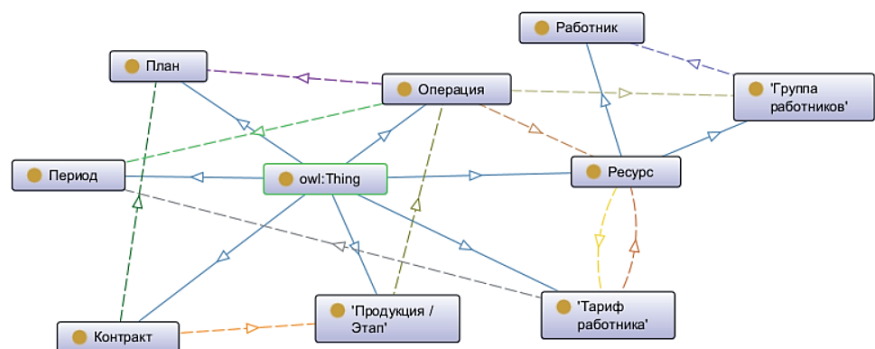 Работник
План
Операция
'Группа
работников'
Период
owl:Thing
Ресурс
'Продукция /
Этап'
'Тариф
работника'
Контракт